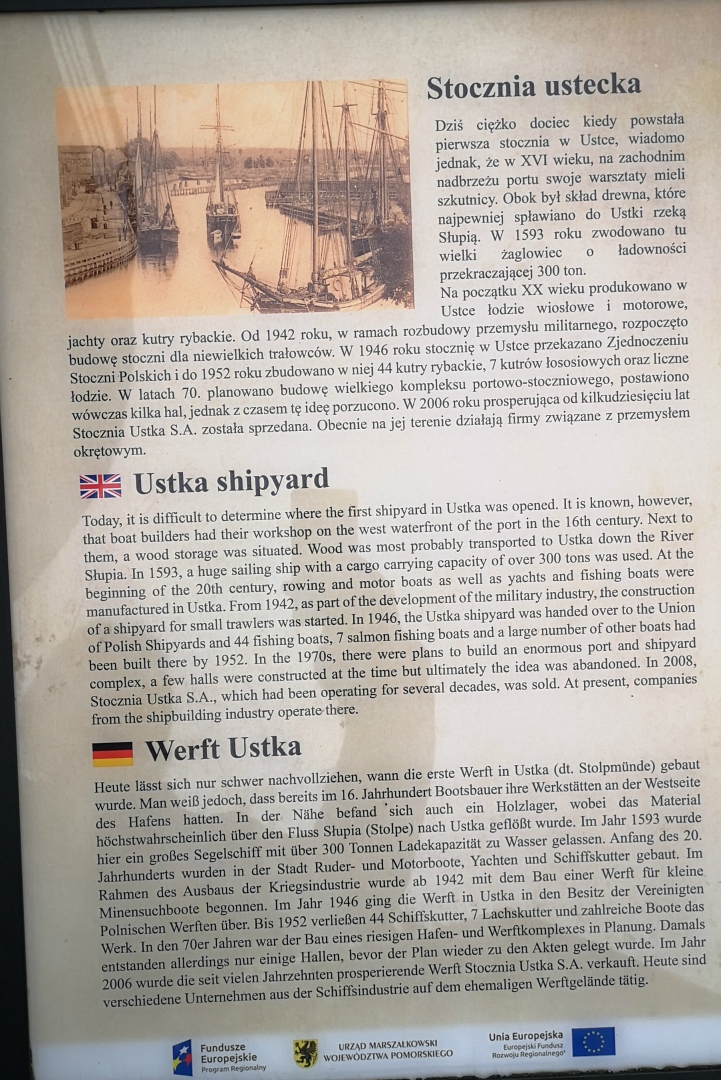 Stocznia ustecka
Dziś ciężko dociec kiedy powstała
pierwsza stocznia w Ustce, wiadomo
jednak, że w XVI wieku, na zachodnim
nadbrzeżu portu swoje warsztaty mieli
szkutnicy. Obok był skład drewna, które
najpewniej spławiano do Ustki rzeką
Słupią. W 1593 roku zwodowano tu
wielki żaglowiec o ładowności
przekraczającej 300 ton.
Na początku XX wieku produkowano w
Ustce łodzie wiosłowe i motorowe,
jachty oraz kutry rybackie. Od 1942 roku, w ramach rozbudowy przemysłu militarnego, rozpoczęto
budowę stoczni dla niewielkich trałowców. W 1946 roku stocznię w Ustce przekazano Zjednoczeniu
Stoczni Polskich i do 1952 roku zbudowano w niej 44 kutry rybackie, 7 kutrów łososiowych oraz liczne
łodzie. W latach 70. planowano budowę wielkiego kompleksu portowo-stoczniowego, postawiono
wówczas kilka hal, jednak z czasem tę ideę porzucono. W 2006 roku prosperująca od kilkudziesięciu lat
Stocznia Ustka S.A. została sprzedana. Obecnie na jej terenie działają firmy związane z przemysłem
okrętowym.
Ustka shipyard
Today, it is difficult to determine where the first shipyard in Ustka was opened. It is known, however,
that boat builders had their workshop on the west waterfront of the port in the 16th century. Next to
them, a wood storage was situated. Wood was most probably transported to Ustka down the River
Słupia. In 1593, a huge sailing ship with a cargo carrying capacity of over 300 tons was used. At the
beginning of the 20th century, rowing and motor boats as well as yachts and fishing boats were
manufactured in Ustka. From 1942, as part of the development of the military industry, the construction
of a shipyard for small trawlers was started. In 1946, the Ustka shipyard was handed over to the Union
of Polish Shipyards and 44 fishing boats, 7 salmon fishing boats and a large number of other boats had
been built there by 1952. In the 1970s, there were plans to build an enormous port and shipyard
complex, a few halls were constructed at the time but ultimately the idea was abandoned. In 2008,
Stocznia Ustka S.A., which had been operating for several decades, was sold. At present, companies
from the shipbuilding industry operate there.
Werft Ustka
Heute lässt sich nur schwer nachvollziehen, wann die erste Werft in Ustka (dt. Stolpmünde) gebaut
wurde. Man weiß jedoch, dass bereits im 16. Jahrhundert Bootsbauer ihre Werkstätten an der Westseite
des Hafens hatten. In der Nähe befand sich auch ein Holzlager, wobei das Material
höchstwahrscheinlich über den Fluss Słupia (Stolpe) nach Ustka geflößt wurde. Im Jahr 1593 wurde
hier ein großes Segelschiff mit über 300 Tonnen Ladekapazität zu Wasser gelassen. Anfang des 20.
Jahrhunderts wurden in der Stadt Ruder- und Motorboote, Yachten und Schiffskutter gebaut. Im
Rahmen des Ausbaus der Kriegsindustrie wurde ab 1942 mit dem Bau einer Werft für kleine
Minensuchboote begonnen. Im Jahr 1946 ging die Werft in Ustka in den Besitz der Vereinigten
Polnischen Werften über. Bis 1952 verließen 44 Schiffskutter, 7 Lachskutter und zahlreiche Boote das
Werk. In den 70er Jahren war der Bau eines riesigen Hafen- und Werftkomplexes in Planung. Damals
entstanden allerdings nur einige Hallen, bevor der Plan wieder zu den Akten gelegt wurde. Im Jahr
2006 wurde die seit vielen Jahrzehnten prosperierende Werft Stocznia Ustka S.A. verkauft. Heute sind
verschiedene Unternehmen aus der Schiffsindustrie auf dem ehemaligen Werftgelände tätig.
Fundusze
Europejskie
Program Regionalny
URZĄD MARSZAŁKOWSKI
WOJEWÓDZTWA POMORSKIEGO
Unia Europejska
Europejski Fundusz
Rozwoju Regionalnego